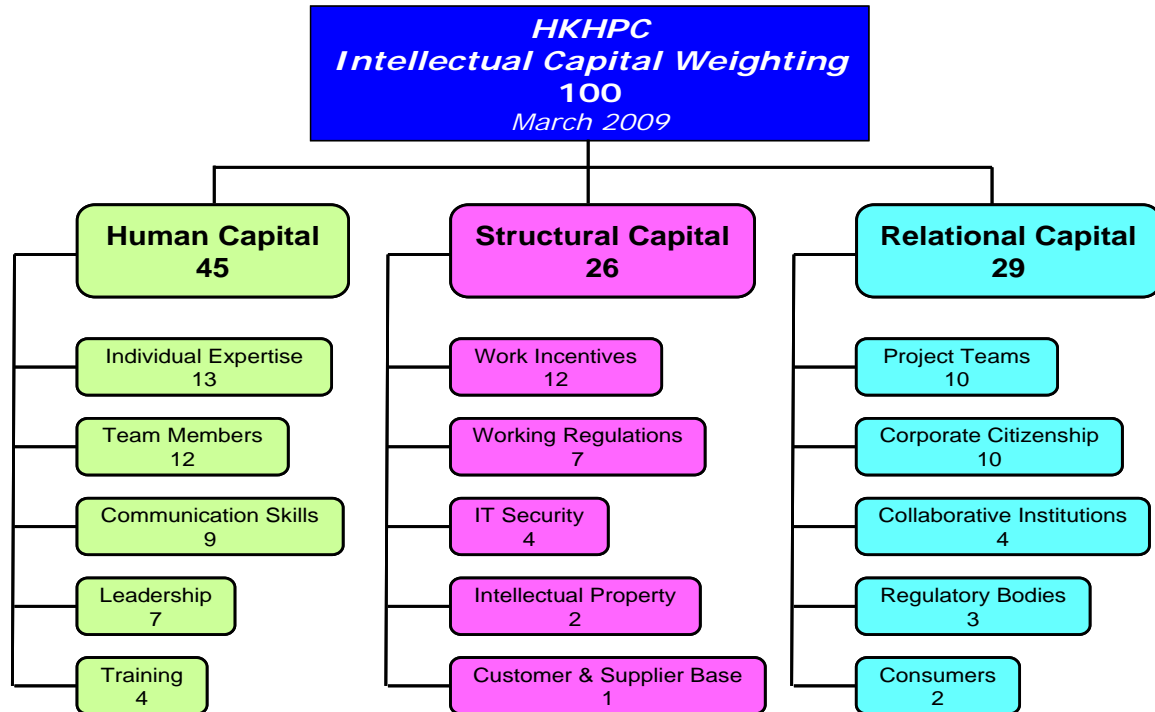 HKHPC
Intellectual Capital Weighting
100
March 2009
Human Capital
45
Individual Expertise
13
Team Members
12
Communication Skills
9
Leadership
7
Training
4
Structural Capital
26
Work Incentives
12
Working Regulations
7
IT Security
4
Intellectual Property
2
Customer & Supplier Base
1
Relational Capital
29
Project Teams
10
Corporate Citizenship
10
Collaborative Institutions
4
Regulatory Bodies
3
Consumers
2